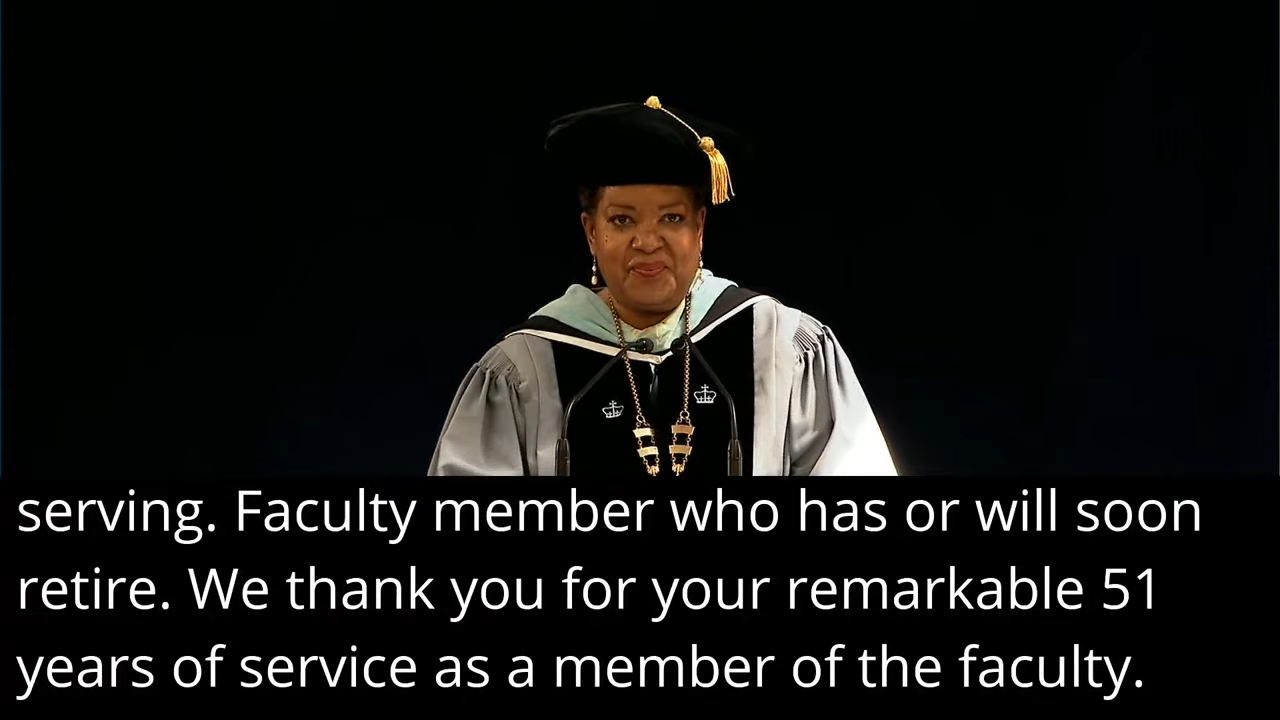 serving. Faculty member who has or will soon
retire. We thank you for your remarkable 51
years of service as a member of the faculty.